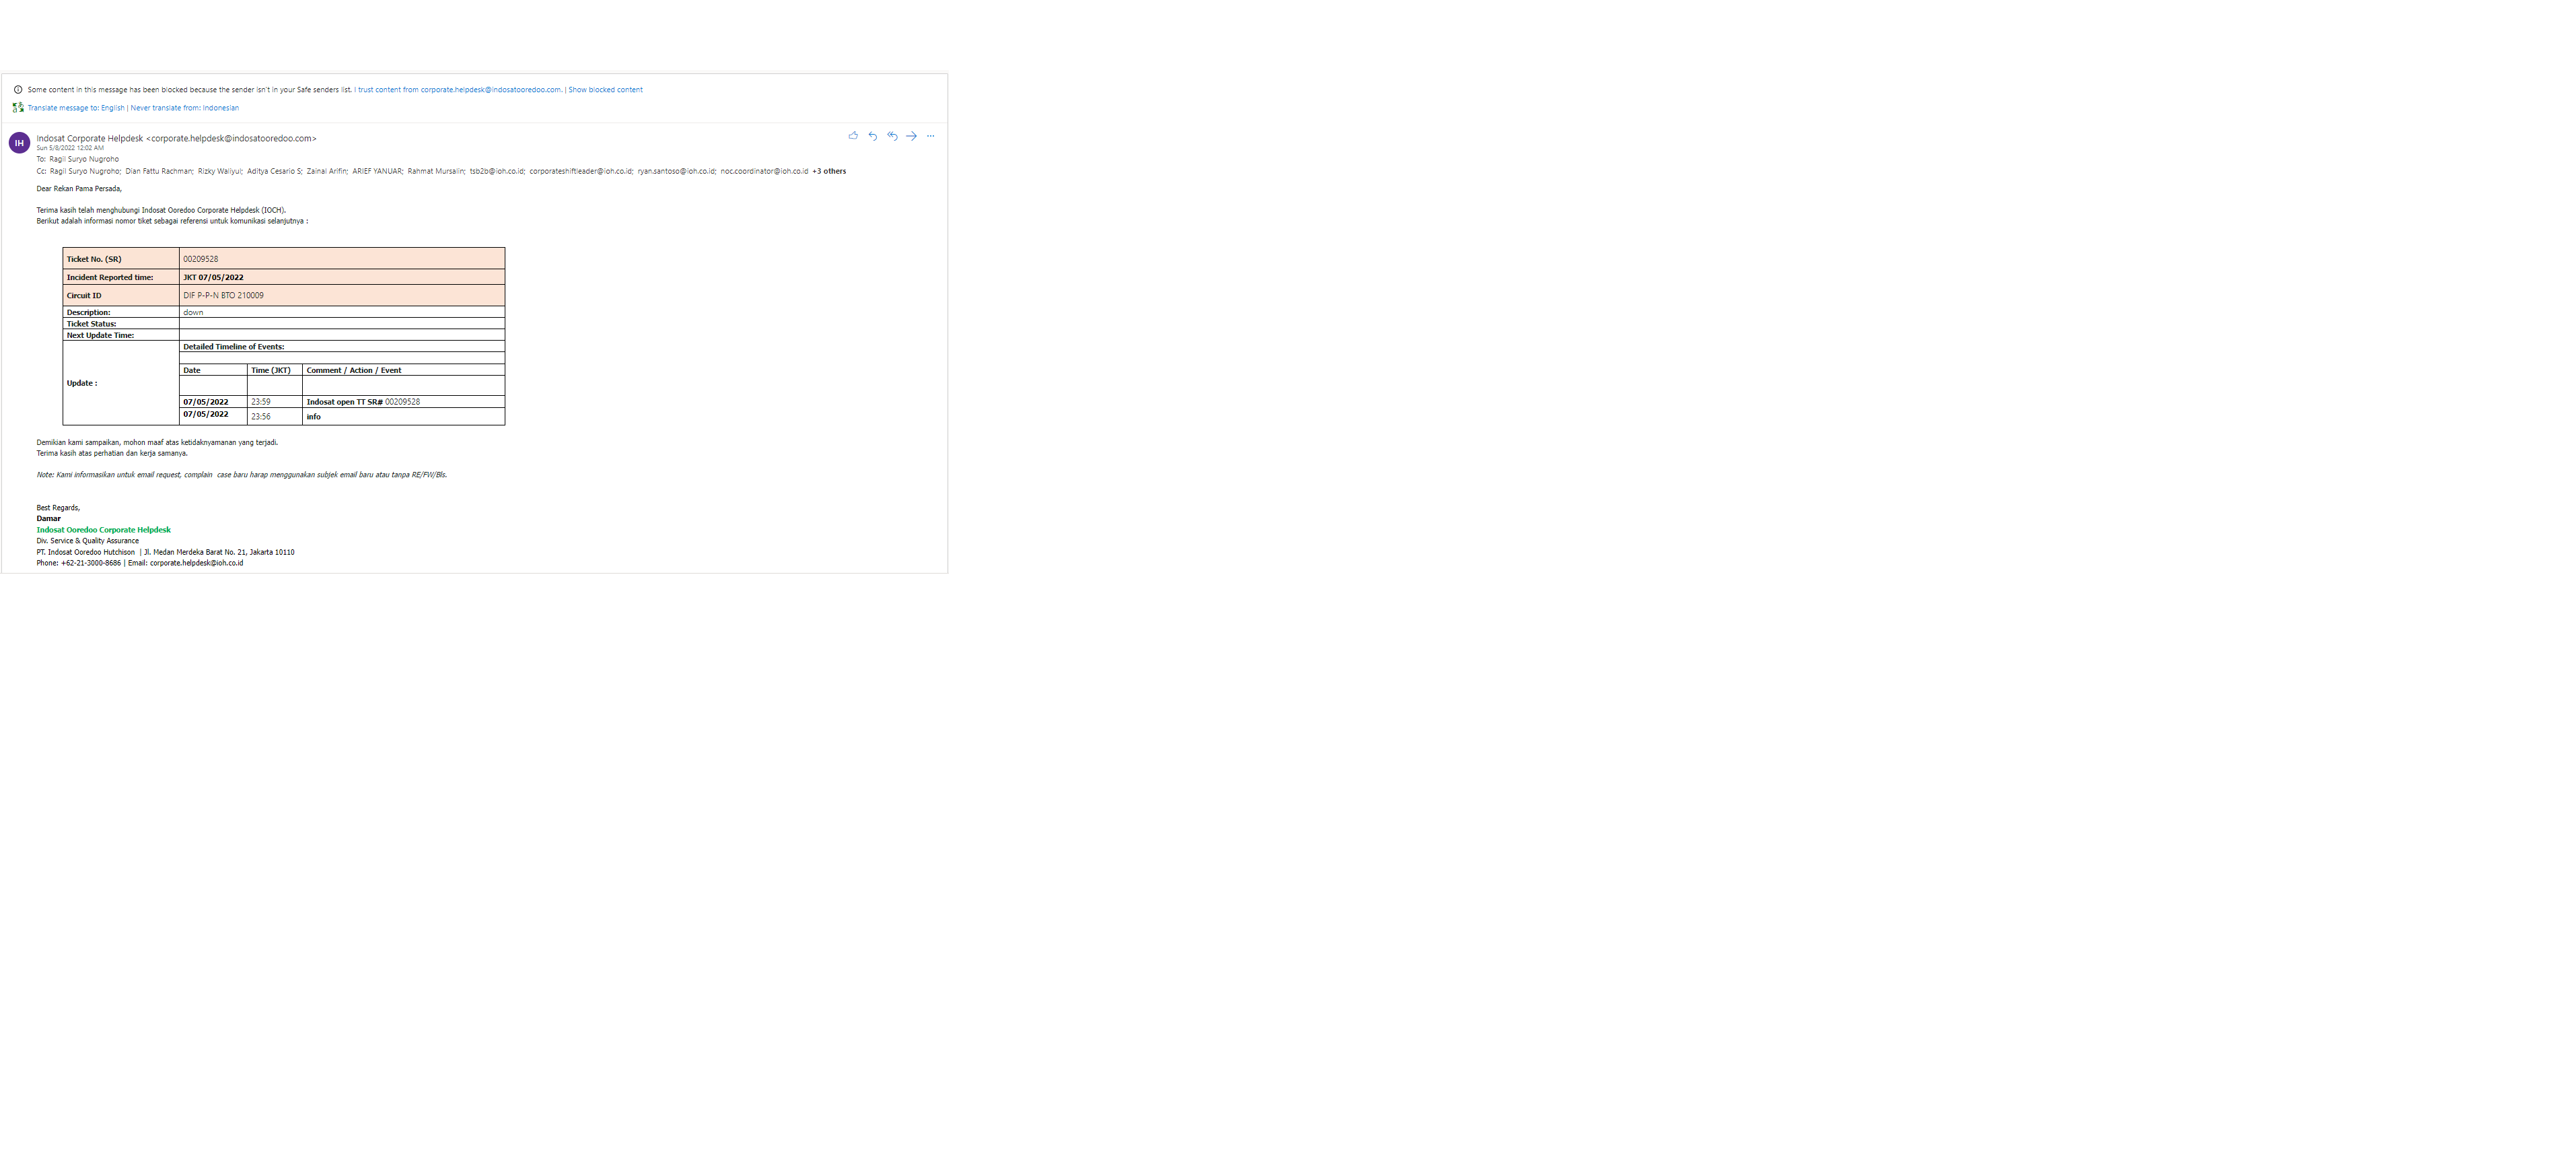 Some content in this message has been blocked because the sender isn't in your Safe senders list. I trust content from corporate.helpdesk@indosatooredoo.com. | Show blocked content
Translate message to: English | Never translate from: Indonesian
IH
Indosat Corporate Helpdesk <corporate.helpdesk@indosatooredoo.com>
Sun 5/8/2022 12:02 AM
To: Ragil Suryo Nugroho
Cc: Ragil Suryo Nugroho; Dian Fattu Rachman; Rizky Waliyul; Aditya Cesario S; Zainal Arifin; ARIEF YANUAR; Rahmat Mursalin; tsb2b@ioh.co.id; corporateshiftleader@ioh.co.id; ryan.santoso@ioh.co.id; noc.coordinator@ioh.co.id +3 others
Dear Rekan Pama Persada,
Terima kasih telah menghubungi Indosat Ooredoo Corporate Helpdesk (IOCH).
Berikut adalah informasi nomor tiket sebagai referensi untuk komunikasi selanjutnya :
Ticket No. (SR) 00209528
Incident Reported time: JKT 07/05/2022
Circuit ID DIF P-P-N BTO 210009
Description: down
Ticket Status:
Next Update Time:
Update :
Detailed Timeline of Events:
Date Time (JKT) Comment / Action / Event
07/05/2022 23:59 Indosat open TT SR# 00209528
07/05/2022 23:56 info
Demikian kami sampaikan, mohon maaf atas ketidaknyamanan yang terjadi.
Terima kasih atas perhatian dan kerja samanya.
Note: Kami informasikan untuk email request, complain case baru harap menggunakan subjek email baru atau tanpa RE/FW/Bls.
Best Regards,
Damar
Indosat Ooredoo Corporate Helpdesk
Div. Service & Quality Assurance
PT. Indosat Ooredoo Hutchison | Jl. Medan Merdeka Barat No. 21, Jakarta 10110
Phone: +62-21-3000-8686 | Email: corporate.helpdesk@ioh.co.id